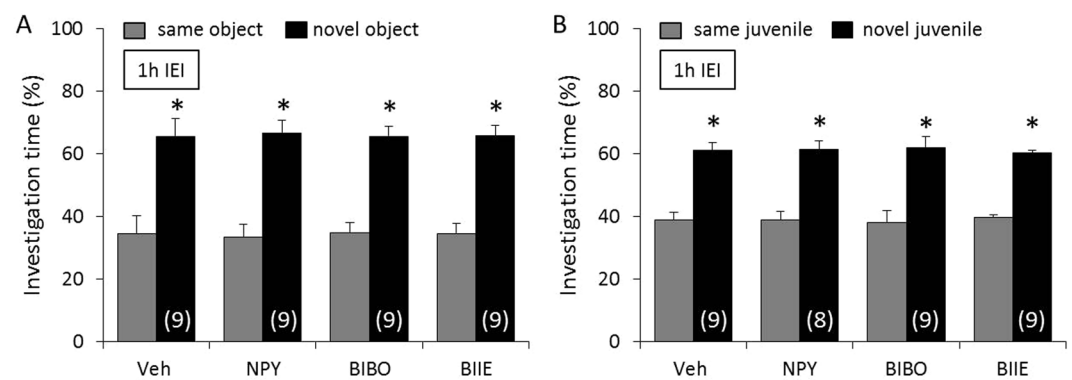 A
same object novel object
1h IEI
Investigation time (%)
100
80
60
40
20
0
* * * *
(9) (9) (9) (9)
Veh NPY BIBO BIIE
B
same juvenile novel juvenile
1h IEI
Investigation time (%)
100
80
60
40
20
0
* * * *
(9) (8) (9) (9)
Veh NPY BIBO BIIE